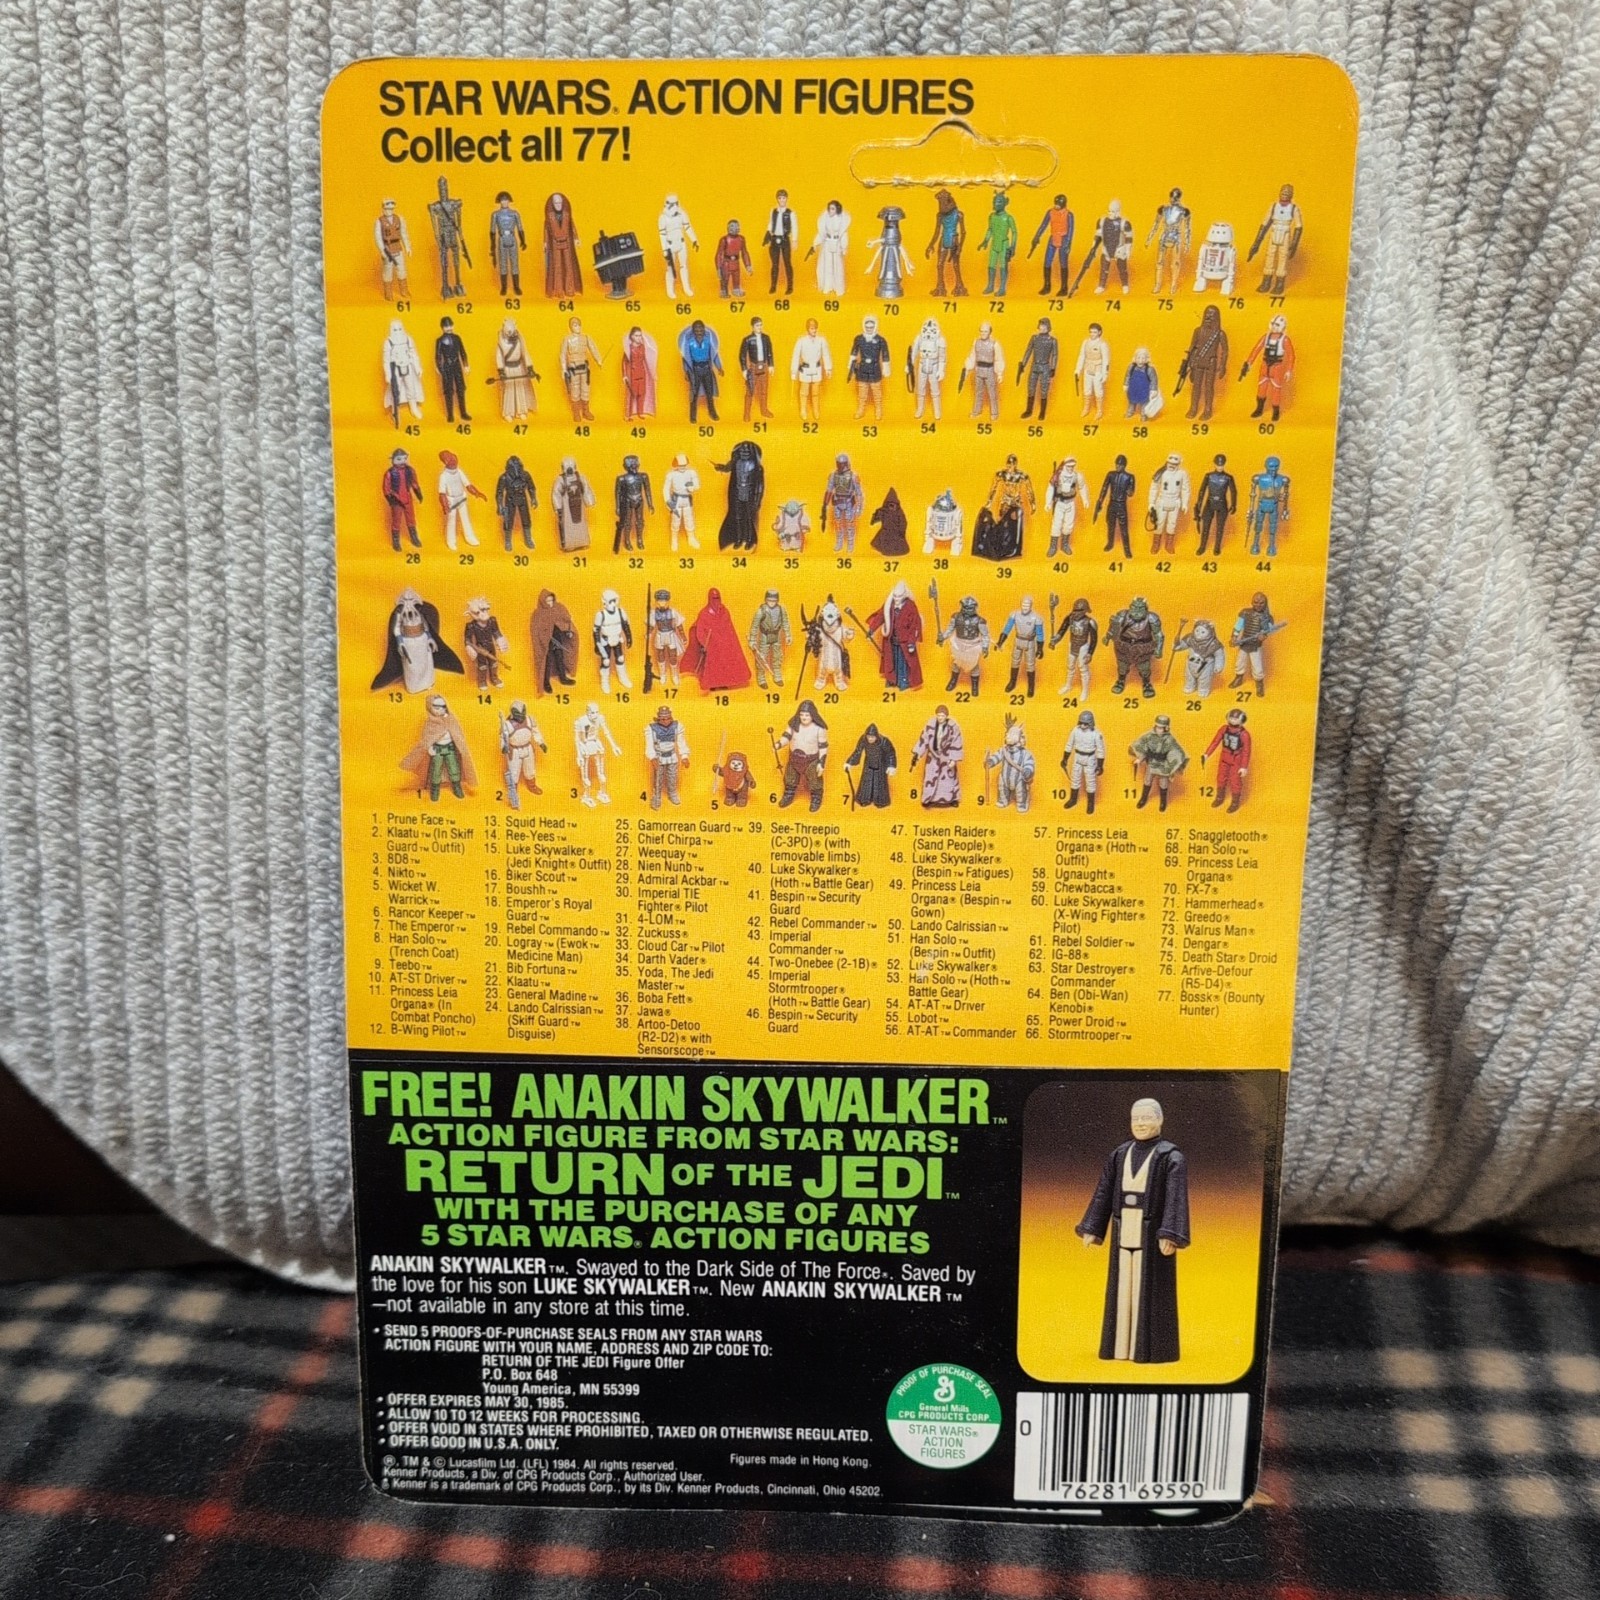 STAR WARS® ACTION FIGURES
Collect all 77!
61 62 63 64 65 66 67 68 69 70 71 72 73 74 75 76 77
45 46 47 48 49 50 51 52 53 54 55 56 57 58 59 60
28 29 30 31 32 33 34 35 36 37 38 39 40 41 42 43 44
13 14 15 16 17 18 19 20 21 22 23 24 25 26 27
1 2 3 4 5 6 7 8 9 10 11 12
1. Prune Face™
2. Klaatu™ (In Skiff
Guard™ Outfit)
3. 8D8™
4. Nikto™
5. Wicket W.
Warrick™
6. Rancor Keeper™
7. The Emperor™
8. Han Solo™
(Trench Coat)
9. Teebo™
10. AT-ST Driver™
11. Princess Leia
Organa® (In
Combat Poncho)
12. B-Wing Pilot™
13. Squid Head™
14. Ree-Yees™
15. Luke Skywalker®
(Jedi Knight® Outfit)
16. Biker Scout™
17. Boushh™
18. Emperor's Royal
Guard™
19. Rebel Commando™
20. Logray™ (Ewok™
Medicine Man)
21. Bib Fortuna™
22. Klaatu™
23. General Madine™
24. Lando Calrissian™
(Skiff Guard™
Disguise)
25. Gamorrean Guard™
26. Chief Chirpa™
27. Weequay™
28. Nien Nunb™
29. Admiral Ackbar™
30. Imperial TIE
Fighter® Pilot
31. 4-LOM™
32. Zuckuss®
33. Cloud Car™ Pilot
34. Darth Vader®
35. Yoda, The Jedi
Master™
36. Boba Fett®
37. Jawa®
38. Artoo-Detoo
(R2-D2)® with
Sensorscope™
39. See-Threepio
(C-3PO)® (with
removable limbs)
40. Luke Skywalker®
(Hoth™ Battle Gear)
41. Bespin™ Security
Guard
42. Rebel Commander™
43. Imperial
Commander™
44. Two-Onebee (2-1B)®
45. Imperial
Stormtrooper®
(Hoth™ Battle Gear)
46. Bespin™ Security
Guard
47. Tusken Raider®
(Sand People)®
48. Luke Skywalker®
(Bespin™ Fatigues)
49. Princess Leia
Organa® (Bespin™
Gown)
50. Lando Calrissian™
51. Han Solo™
(Bespin™ Outfit)
52. Luke Skywalker®
53. Han Solo™ (Hoth™
Battle Gear)
54. AT-AT™ Driver
55. Lobot™
56. AT-AT™ Commander
57. Princess Leia
Organa® (Hoth™
Outfit)
58. Ugnaught®
59. Chewbacca®
60. Luke Skywalker®
(X-Wing Fighter®
Pilot)
61. Rebel Soldier™
62. IG-88®
63. Star Destroyer®
Commander
64. Ben (Obi-Wan)
Kenobi®
65. Power Droid™
66. Stormtrooper™
67. Snaggletooth®
68. Han Solo™
69. Princess Leia
Organa®
70. FX-7®
71. Hammerhead®
72. Greedo®
73. Walrus Man®
74. Dengar®
75. Death Star® Droid
76. Arfive-Defour
(R5-D4)®
77. Bossk® (Bounty
Hunter)
FREE! ANAKIN SKYWALKER™
ACTION FIGURE FROM STAR WARS:
RETURN OF THE JEDI™
WITH THE PURCHASE OF ANY
5 STAR WARS® ACTION FIGURES
ANAKIN SKYWALKER™. Swayed to the Dark Side of The Force®. Saved by
the love for his son LUKE SKYWALKER™. New ANAKIN SKYWALKER™
—not available in any store at this time.
• SEND 5 PROOFS-OF-PURCHASE SEALS FROM ANY STAR WARS
ACTION FIGURE WITH YOUR NAME, ADDRESS AND ZIP CODE TO:
RETURN OF THE JEDI Figure Offer
P.O. Box 648
Young America, MN 55399
• OFFER EXPIRES MAY 30, 1985.
• ALLOW 10 TO 12 WEEKS FOR PROCESSING.
• OFFER VOID IN STATES WHERE PROHIBITED, TAXED OR OTHERWISE REGULATED.
• OFFER GOOD IN U.S.A. ONLY.
Figures made in Hong Kong.
®, TM & © Lucasfilm Ltd. (LFL) 1984. All rights reserved.
Kenner Products, a Div. of CPG Products Corp., Authorized User.
Kenner is a trademark of CPG Products Corp., by its Div. Kenner Products, Cincinnati, Ohio 45202.
PROOF OF PURCHASE SEAL
General Mills
CPG PRODUCTS CORP.
STAR WARS®
ACTION
FIGURES
0 76281 69590